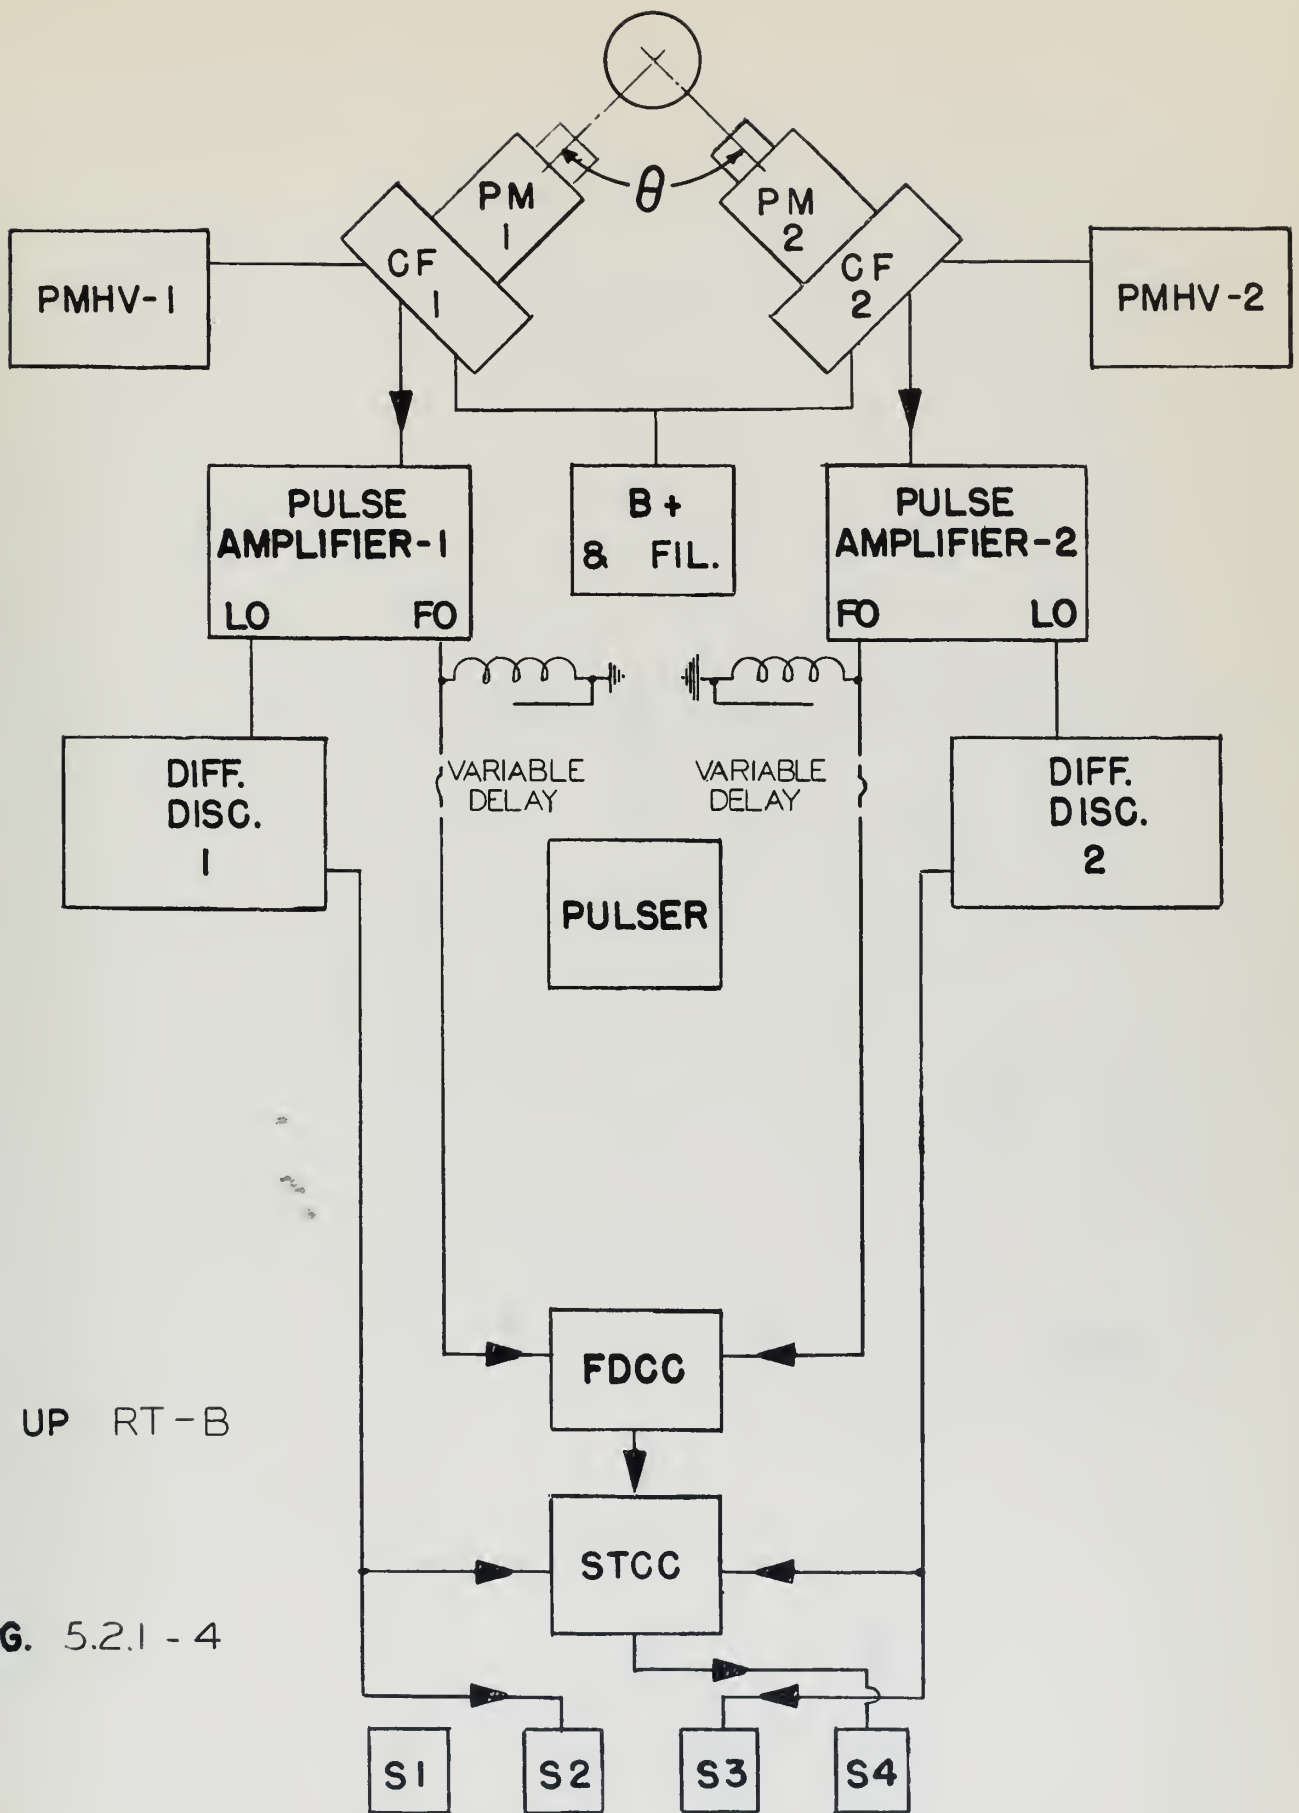 θ
PM
1
PM
2
CF
1
CF
2
PMHV-1
PMHV-2
PULSE
AMPLIFIER-1
LO FO
B +
& FIL.
PULSE
AMPLIFIER-2
FO LO
VARIABLE
DELAY
VARIABLE
DELAY
DIFF.
DISC.
1
DIFF.
DISC.
2
PULSER
FDCC
UP RT-B
STCC
G. 5.2.1-4
S1
S2
S3
S4